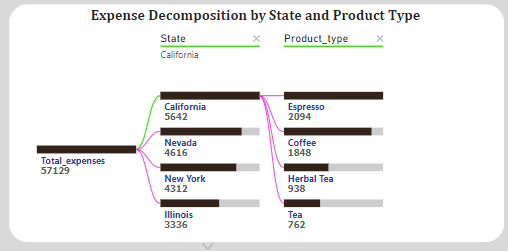 Expense Decomposition by State and Product Type
State
Product_type
California
California
5642
Espresso
2094
Nevada
4616
Coffee
1848
Total_expenses
57129
New York
4312
Herbal Tea
938
Illinois
3336
Tea
762